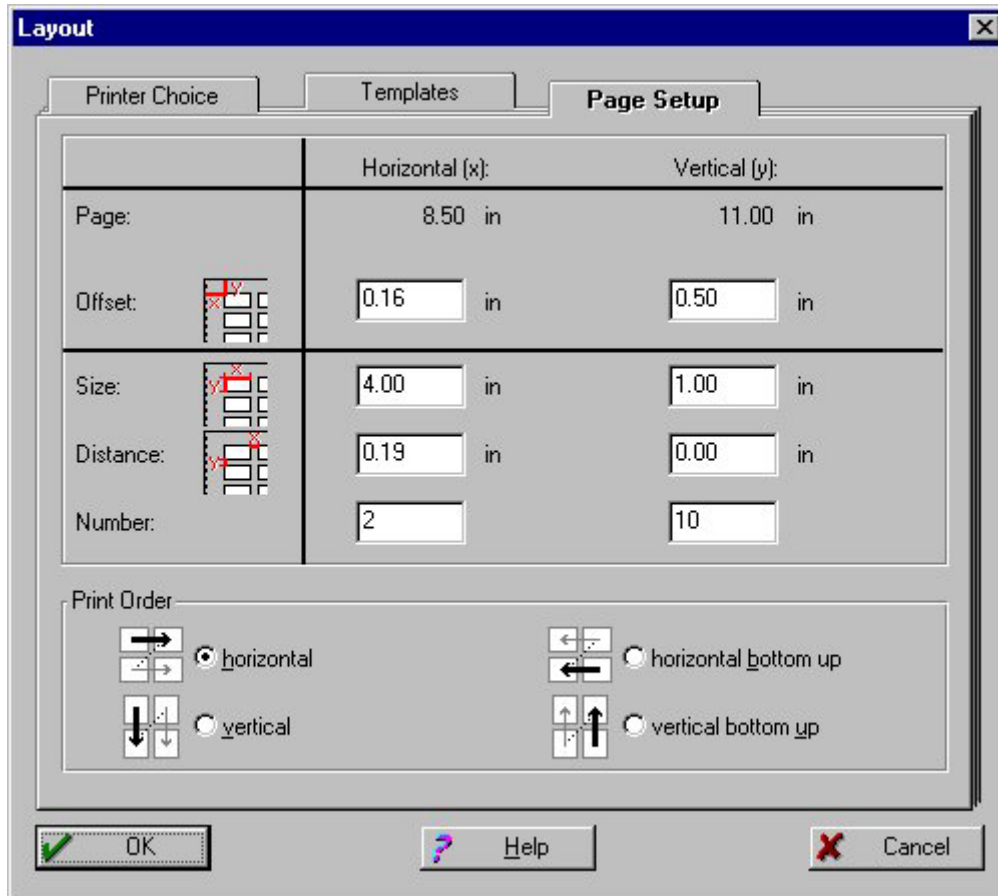 Layout
Printer Choice Templates Page Setup
Horizontal (x): Vertical (y):
Page: 8.50 in 11.00 in
Offset: x y 0.16 in 0.50 in
Size: x y 4.00 in 1.00 in
Distance: x y 0.19 in 0.00 in
Number: 2 10
Print Order
horizontal horizontal bottom up
vertical vertical bottom up
OK Help Cancel